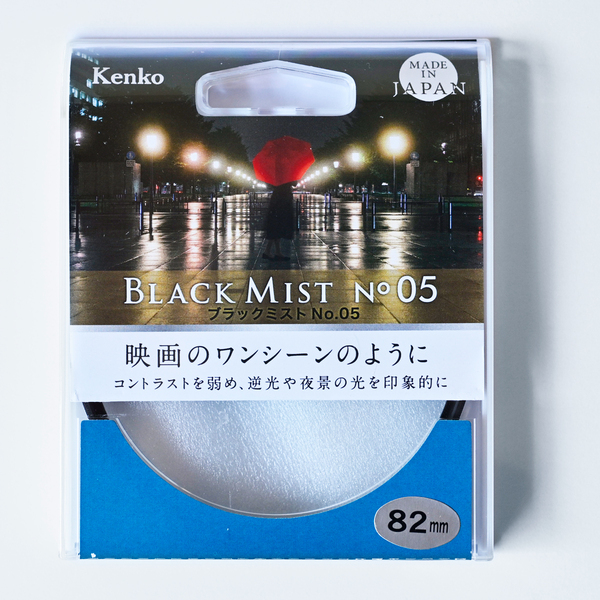 Kenko
MADE
IN
JAPAN
BLACK MIST No 05
ブラックミスト No.05
映画のワンシーンのように
コントラストを弱め、逆光や夜景の光を印象的に
82mm